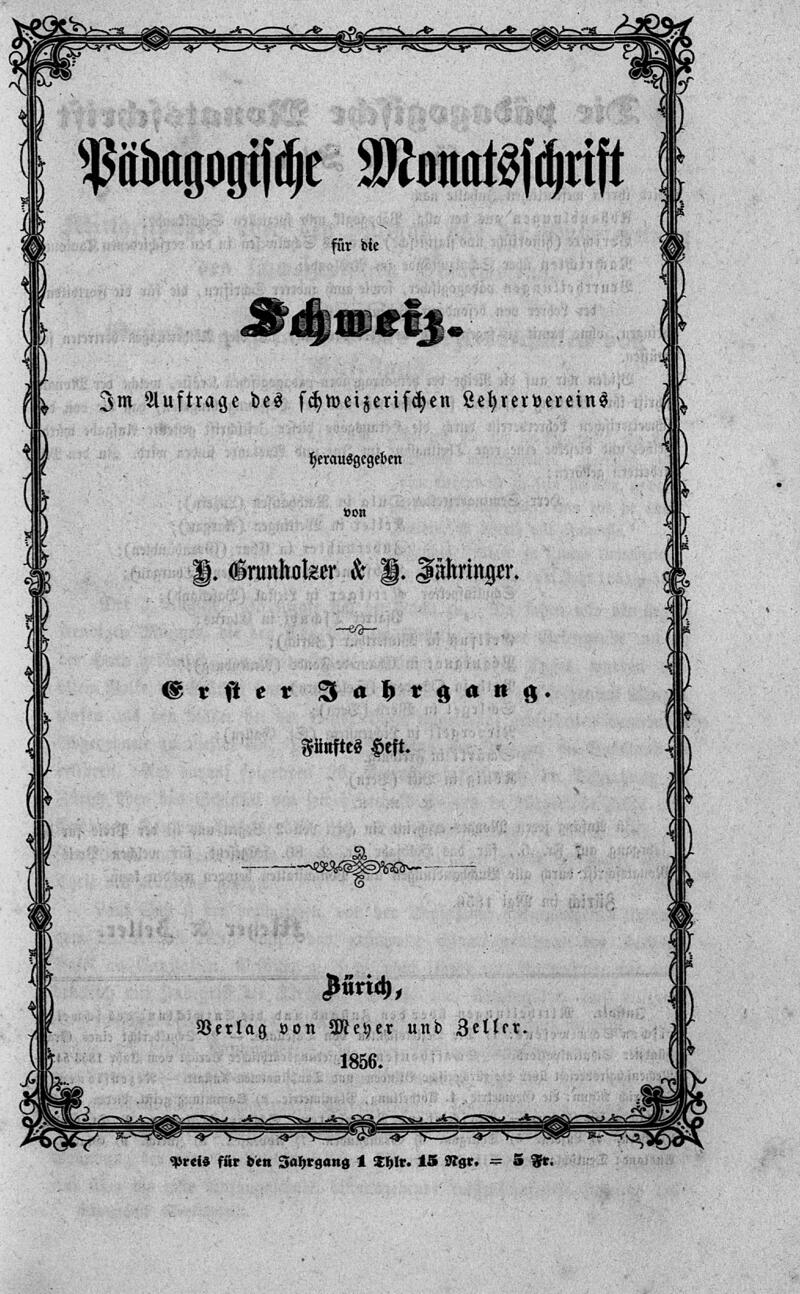 Pädagogische Monatsschrift
für die
Schweiz.
Im Auftrage des schweizerischen Lehrervereins
herausgegeben
von
H. Grunholzer & H. Zähringer.
Erster Jahrgang.
Fünftes Heft.
Zürich,
Verlag von Meyer und Zeller.
1856.
Preis für den Jahrgang 1 Thlr. 15 Ngr. = 5 Fr.